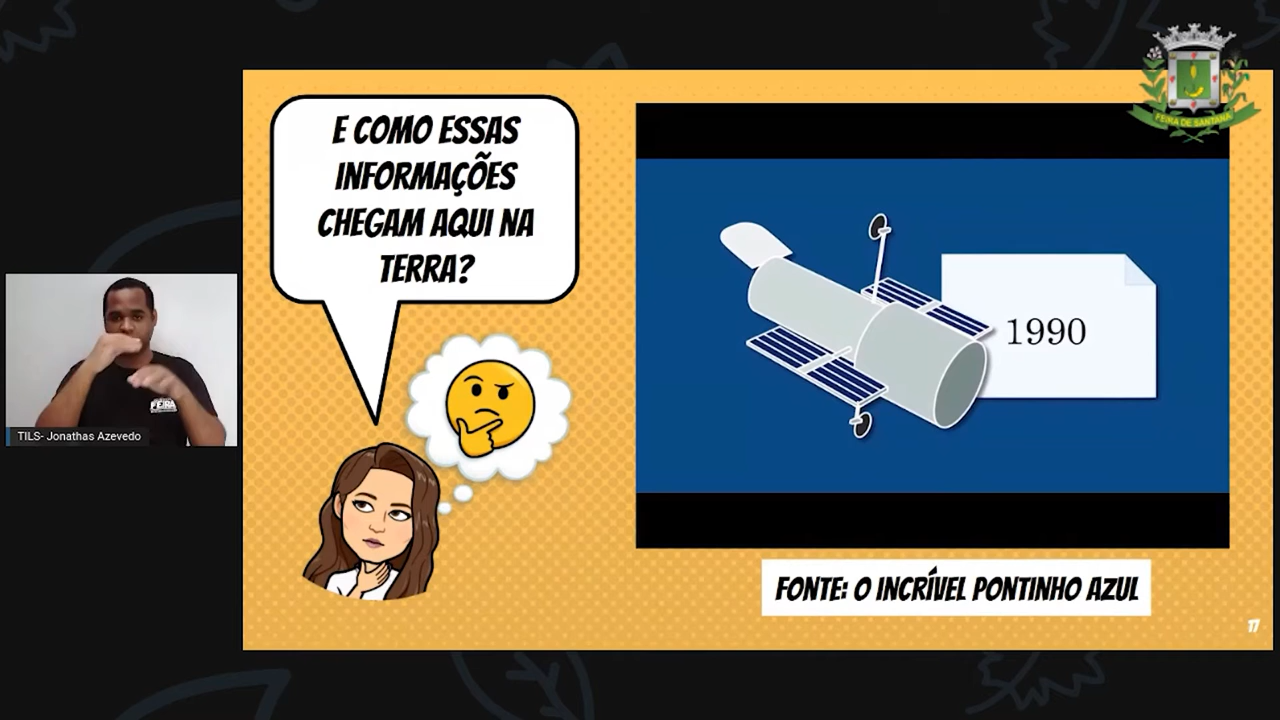 E COMO ESSAS
INFORMAÇÕES
CHEGAM AQUI NA
TERRA?
1990
FONTE: O INCRÍVEL PONTINHO AZUL
17
FEIRA DE SANTANA
FEIRA
TILS- Jonathas Azevedo